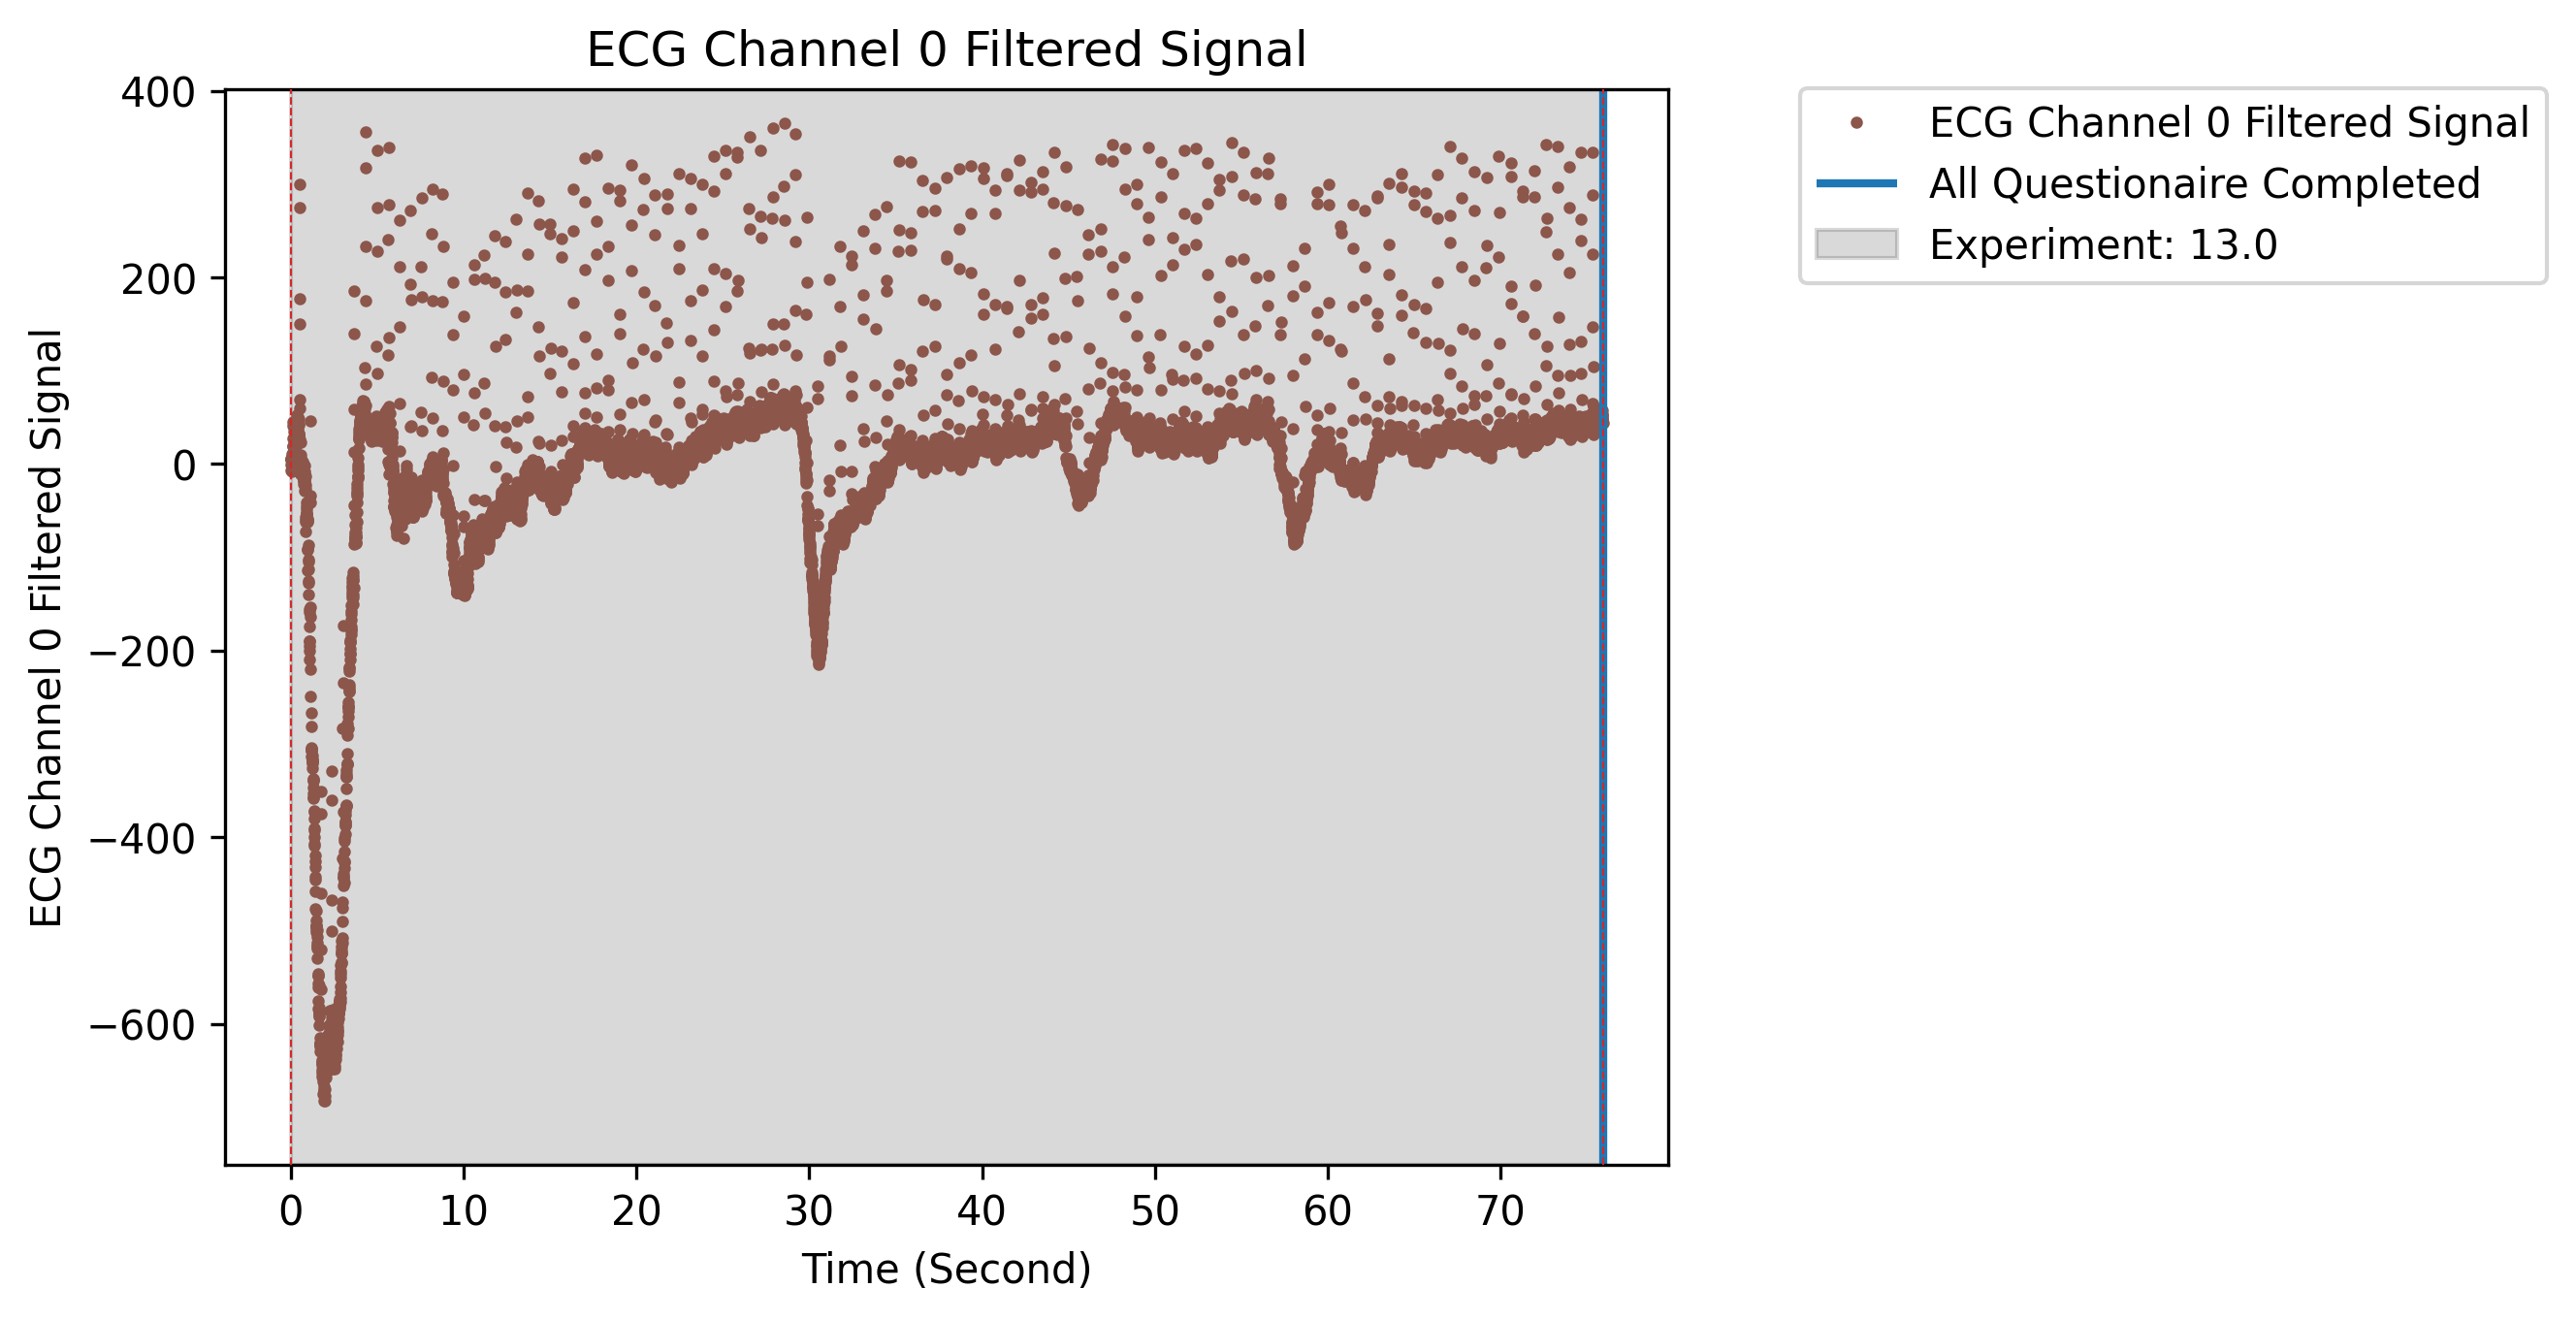 ECG Channel 0 Filtered Signal
ECG Channel 0 Filtered Signal
400
200
0
−200
−400
−600
0 10 20 30 40 50 60 70
Time (Second)
ECG Channel 0 Filtered Signal
All Questionaire Completed
Experiment: 13.0